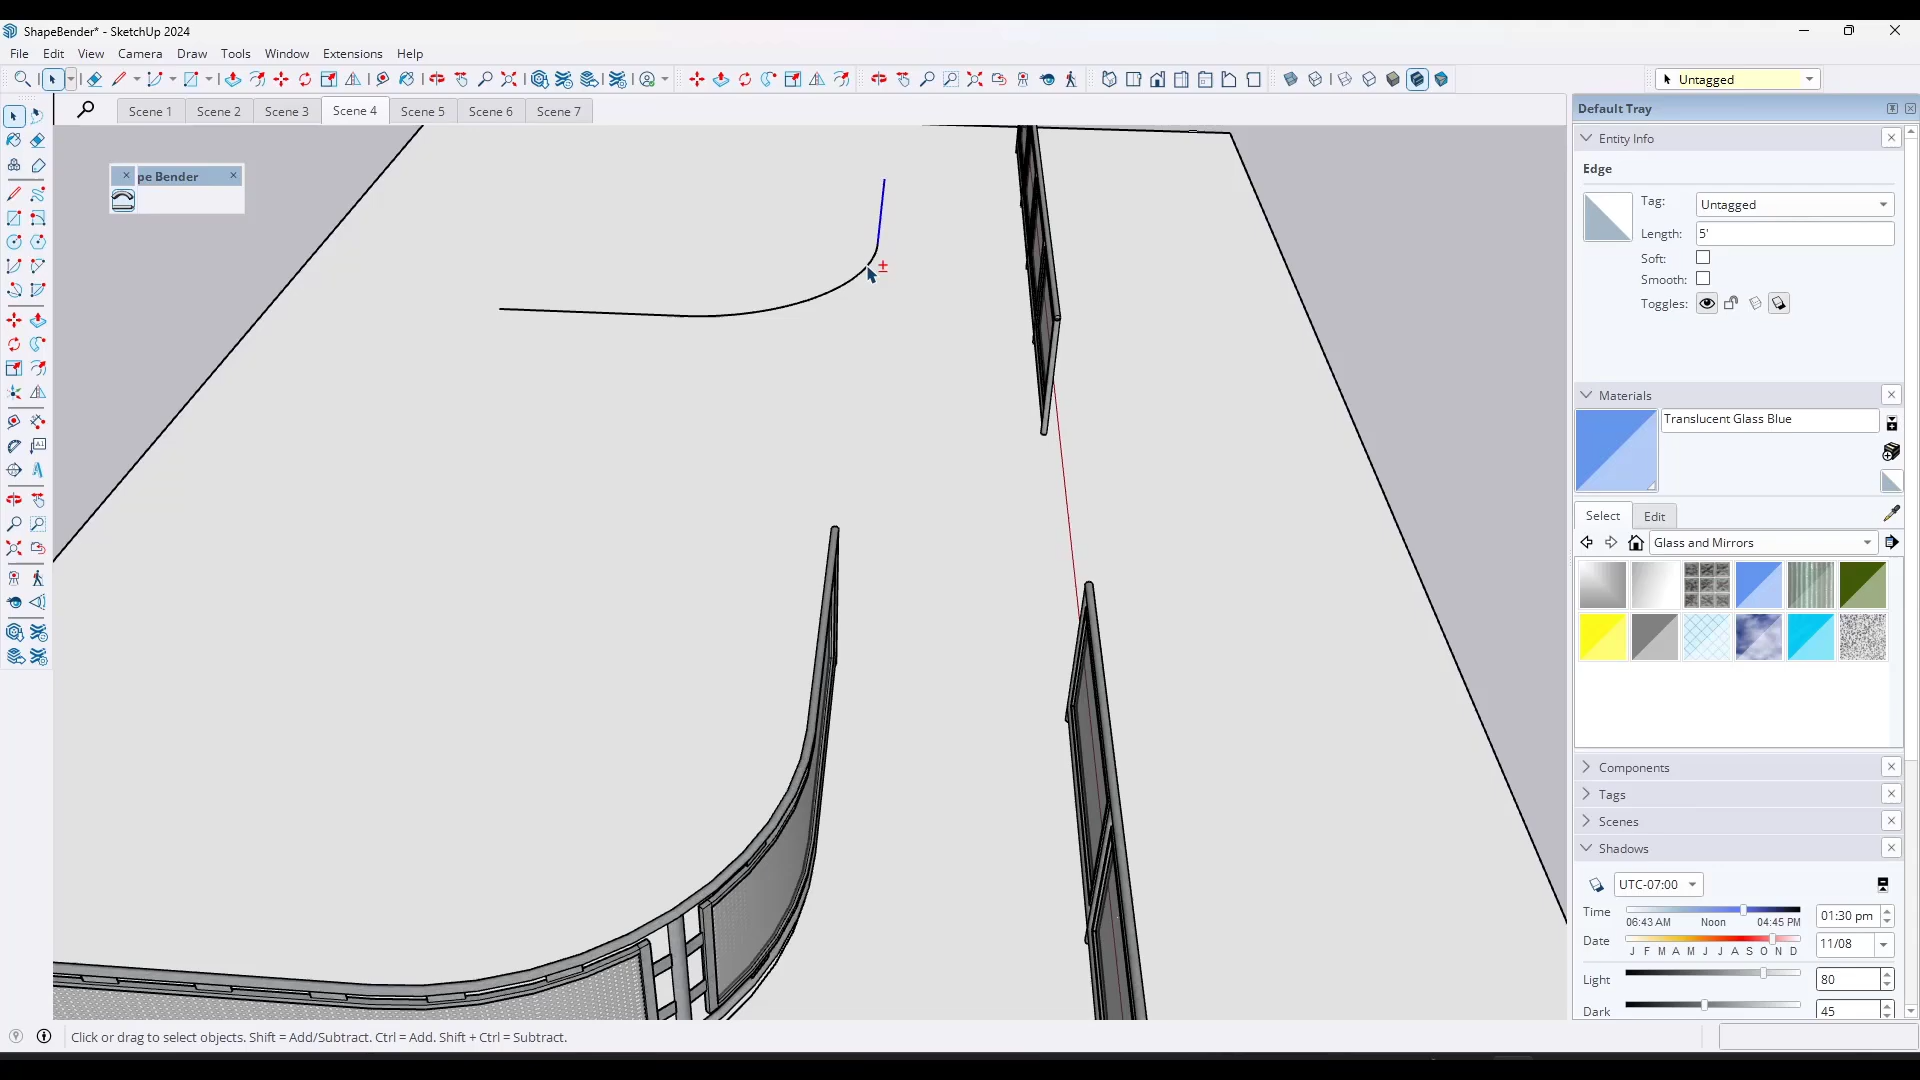 ShapeBender* - SketchUp 2024
File Edit View Camera Draw Tools Window Extensions Help
Untagged
Scene 1 Scene 2 Scene 3 Scene 4 Scene 5 Scene 6 Scene 7
Default Tray
pe Bender
Entity Info
Edge
Tag: Untagged
Length: 5'
Soft:
Smooth:
Toggles:
Materials
Translucent Glass Blue
Select Edit
Glass and Mirrors
Components
Tags
Scenes
Shadows
UTC-07:00
Time 06:43 AM Noon 04:45 PM 01:30 pm
Date J F M A M J J A S O N D 11/08
Light 80
Dark 45
Click or drag to select objects. Shift = Add/Subtract. Ctrl = Add. Shift + Ctrl = Subtract.